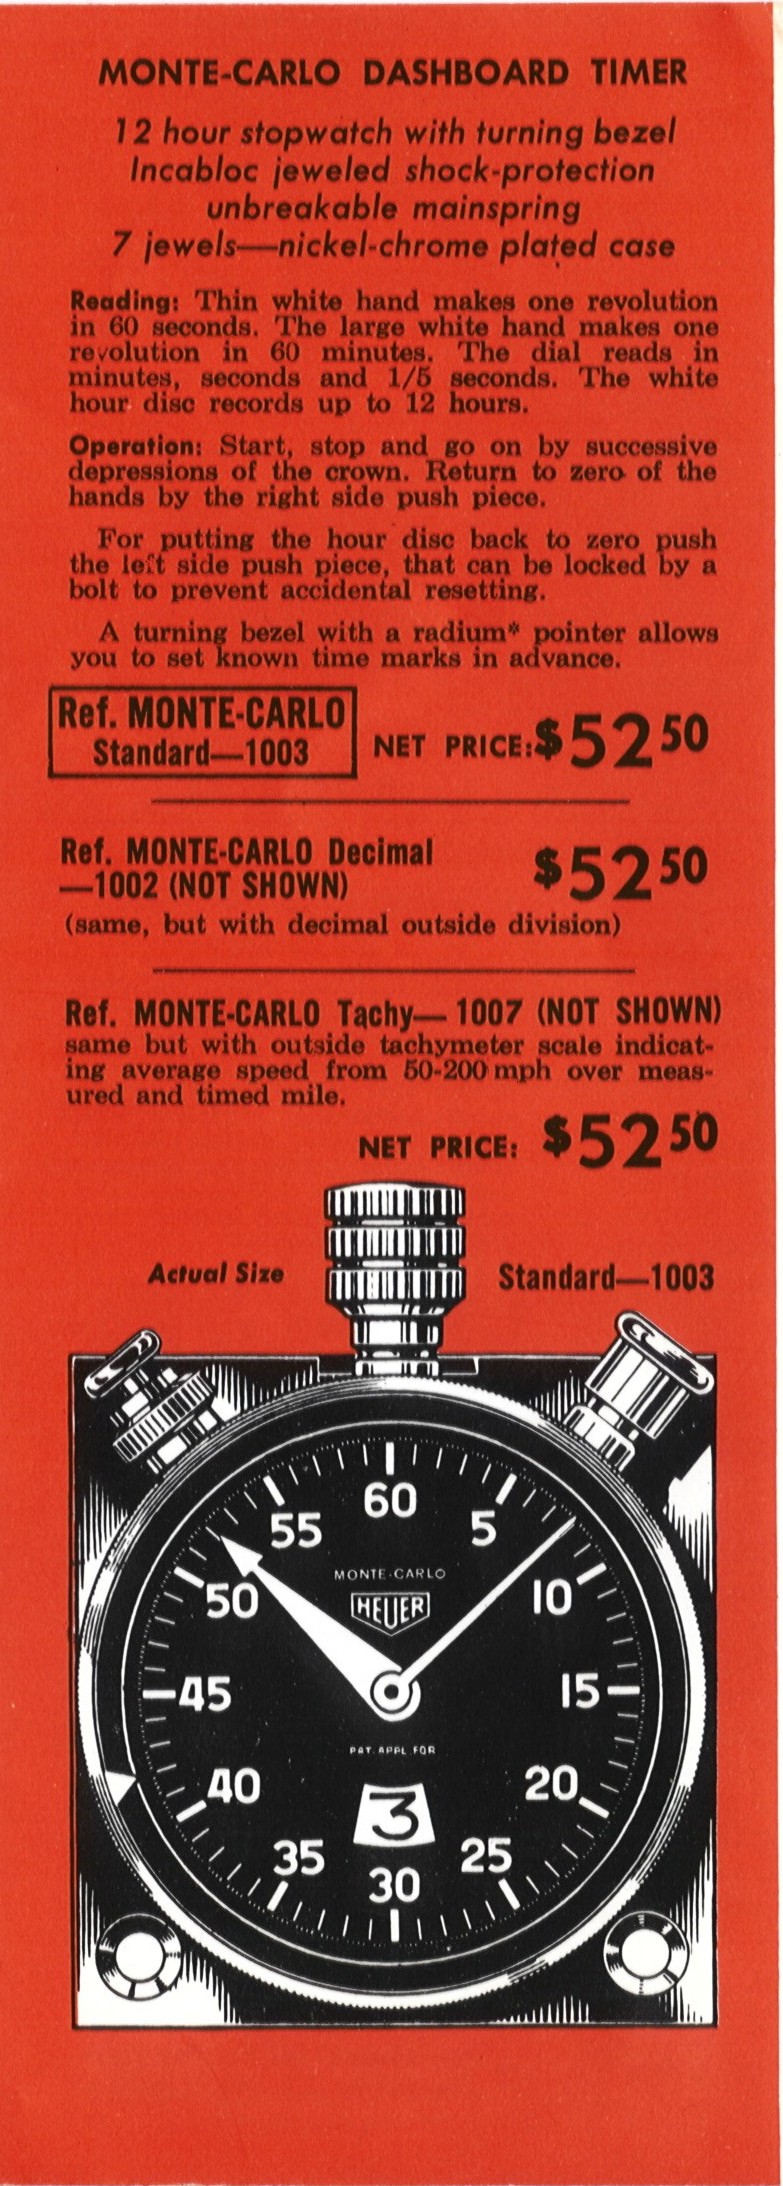 MONTE-CARLO DASHBOARD TIMER
12 hour stopwatch with turning bezel
Incabloc jeweled shock-protection
unbreakable mainspring
7 jewels—nickel-chrome plated case
Reading: Thin white hand makes one revolution
in 60 seconds. The large white hand makes one
revolution in 60 minutes. The dial reads in
minutes, seconds and 1/5 seconds. The white
hour disc records up to 12 hours.
Operation: Start, stop and go on by successive
depressions of the crown. Return to zero of the
hands by the right side push piece.
For putting the hour disc back to zero push
the left side push piece, that can be locked by a
bolt to prevent accidental resetting.
A turning bezel with a radium* pointer allows
you to set known time marks in advance.
Ref. MONTE-CARLO
Standard—1003
NET PRICE: $52 50
Ref. MONTE-CARLO Decimal
—1002 (NOT SHOWN)
$52 50
(same, but with decimal outside division)
Ref. MONTE-CARLO Tachy—1007 (NOT SHOWN)
same but with outside tachymeter scale indicat-
ing average speed from 50-200 mph over meas-
ured and timed mile.
NET PRICE: $52 50
Actual Size
Standard—1003
60
55
5
MONTE-CARLO
HEUER
50
10
45
15
PAT. APPL. FOR
40
20
3
35
25
30